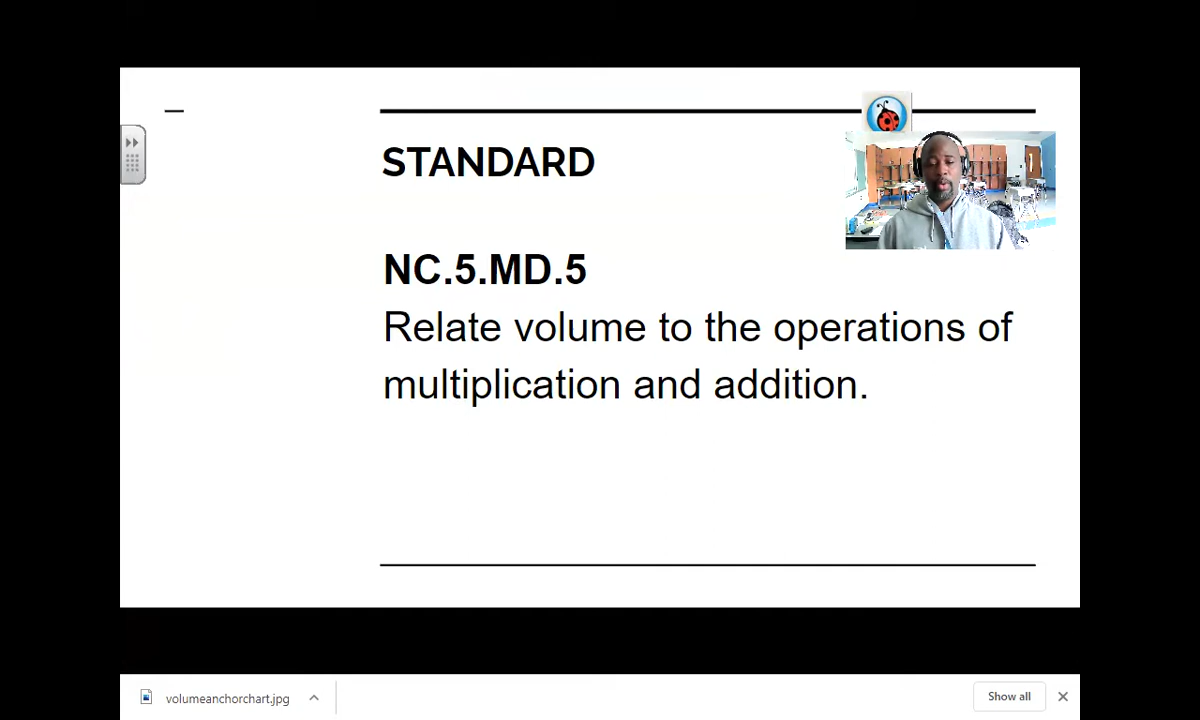 STANDARD
NC.5.MD.5
Relate volume to the operations of
multiplication and addition.
volumeanchorchart.jpg
Show all